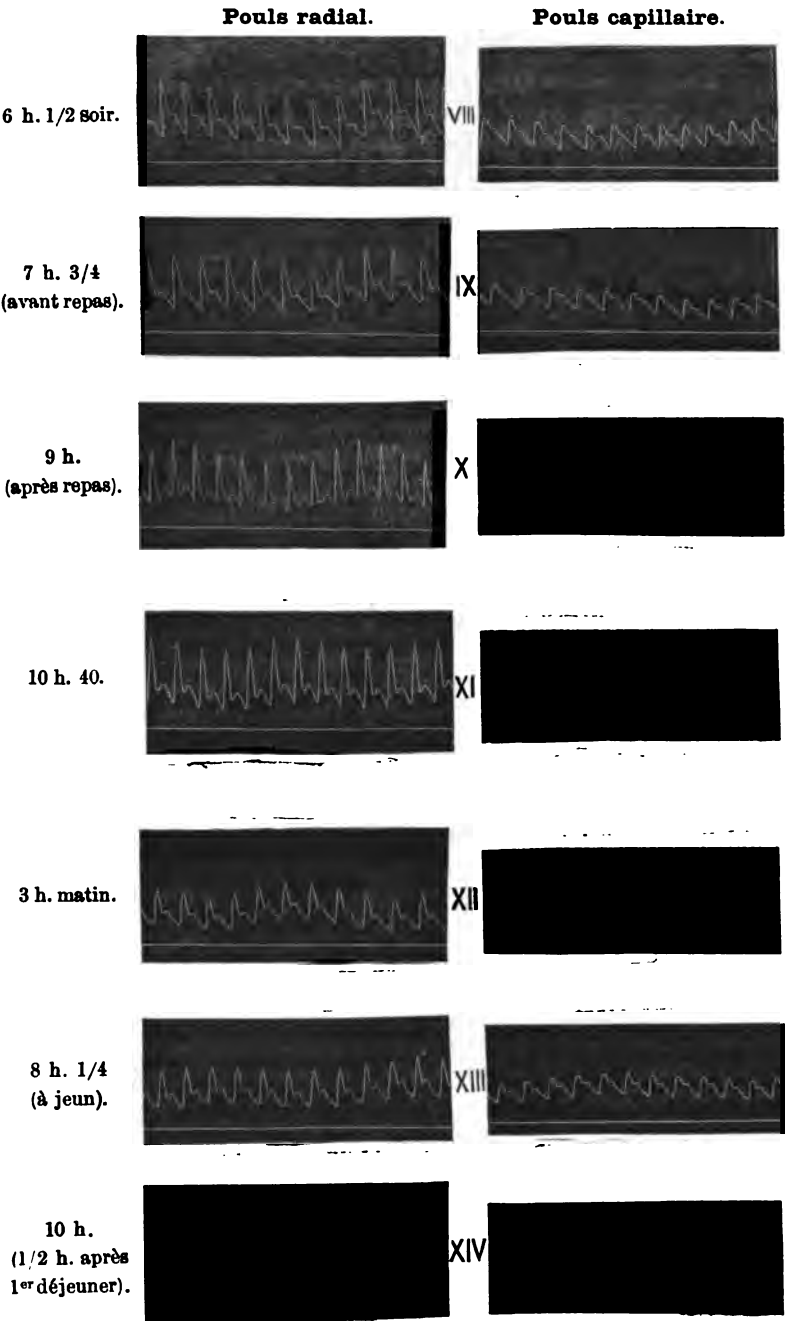 Pouls radial. Pouls capillaire.
6 h. 1/2 soir. VIII
7 h. 3/4
(avant repas). IX
9 h.
(après repas). X
10 h. 40. XI
3 h. matin. XII
8 h. 1/4
(à jeun). XIII
10 h.
(1/2 h. après
1er déjeuner). XIV